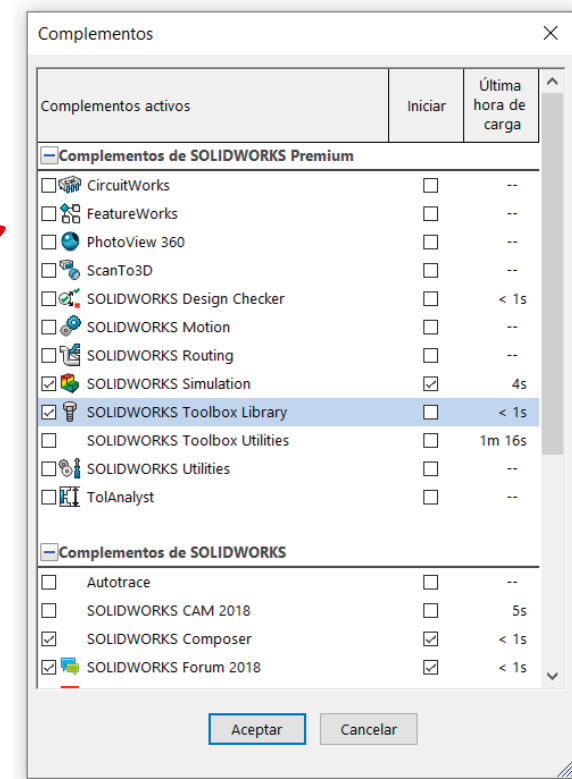 Complementos
Complementos activos Iniciar Última hora de carga
Complementos de SOLIDWORKS Premium
CircuitWorks --
FeatureWorks --
PhotoView 360 --
ScanTo3D --
SOLIDWORKS Design Checker < 1s
SOLIDWORKS Motion --
SOLIDWORKS Routing --
SOLIDWORKS Simulation 4s
SOLIDWORKS Toolbox Library < 1s
SOLIDWORKS Toolbox Utilities 1m 16s
SOLIDWORKS Utilities --
TolAnalyst --
Complementos de SOLIDWORKS
Autotrace --
SOLIDWORKS CAM 2018 5s
SOLIDWORKS Composer < 1s
SOLIDWORKS Forum 2018 < 1s
Aceptar Cancelar